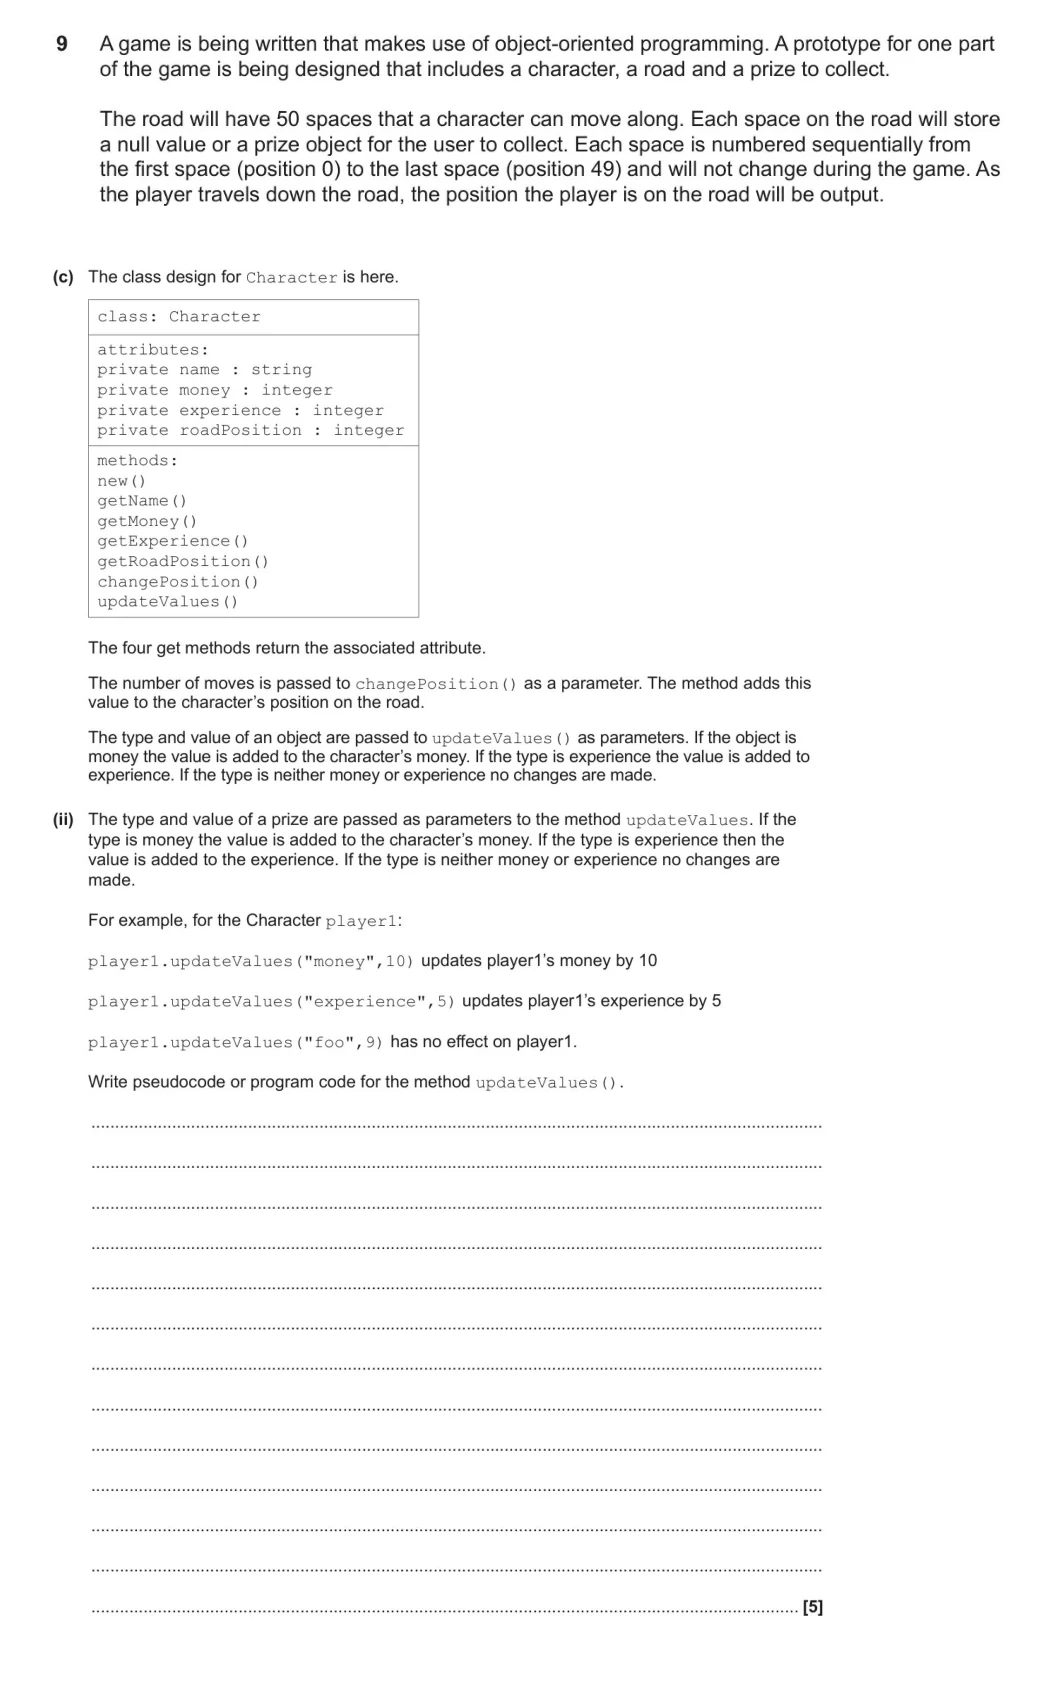 9 A game is being written that makes use of object-oriented programming. A prototype for one part
of the game is being designed that includes a character, a road and a prize to collect.
The road will have 50 spaces that a character can move along. Each space on the road will store
a null value or a prize object for the user to collect. Each space is numbered sequentially from
the first space (position 0) to the last space (position 49) and will not change during the game. As
the player travels down the road, the position the player is on the road will be output.
(c) The class design for Character is here.
class: Character
attributes:
private name : string
private money : integer
private experience : integer
private roadPosition : integer
methods:
new()
getName()
getMoney()
getExperience()
getRoadPosition()
changePosition()
updateValues()
The four get methods return the associated attribute.
The number of moves is passed to changePosition() as a parameter. The method adds this
value to the character's position on the road.
The type and value of an object are passed to updateValues() as parameters. If the object is
money the value is added to the character's money. If the type is experience the value is added to
experience. If the type is neither money or experience no changes are made.
(ii) The type and value of a prize are passed as parameters to the method updateValues. If the
type is money the value is added to the character's money. If the type is experience then the
value is added to the experience. If the type is neither money or experience no changes are
made.
For example, for the Character player1:
player1.updateValues("money",10) updates player1's money by 10
player1.updateValues("experience",5) updates player1's experience by 5
player1.updateValues("foo",9) has no effect on player1.
Write pseudocode or program code for the method updateValues().
[5]